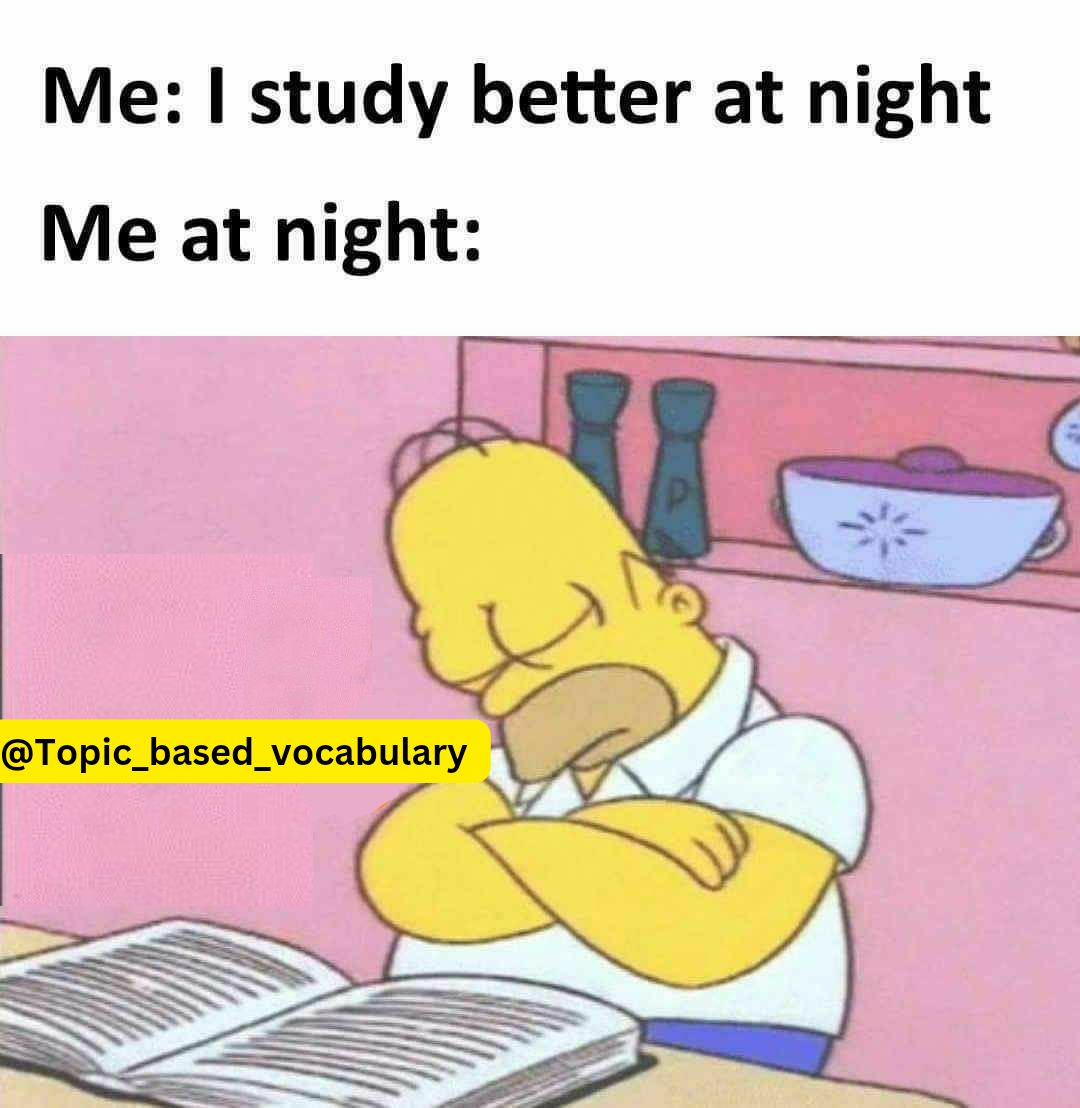 Me: I study better at night
Me at night:
P
@Topic_based_vocabulary